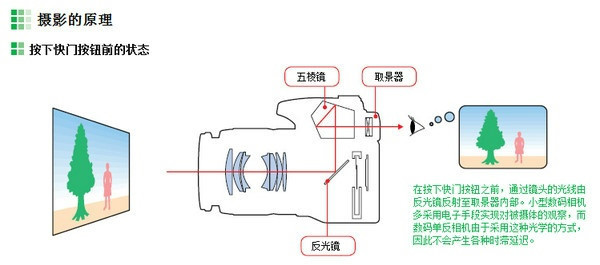 摄影的原理
按下快门按钮前的状态
五棱镜
取景器
反光镜
在按下快门按钮之前，通过镜头的光线由
反光镜反射至取景器内部。小型数码相机
多采用电子手段实现对被摄体的观察，而
数码单反相机由于采用这种光学的方式，
因此不会产生各种时滞延迟。